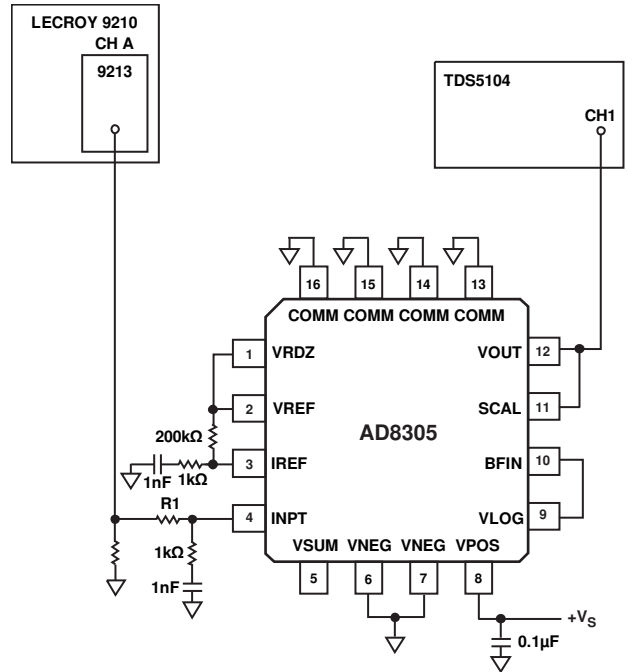 LECROY 9210
CH A
9213
TDS5104
CH1
16 15 14 13
COMM COMM COMM COMM
1 VRDZ
VOUT 12
2 VREF
SCAL 11
200kΩ
AD8305
3 IREF
BFIN 10
1nF 1kΩ
R1
4 INPT
VLOG 9
1kΩ
VSUM VNEG VNEG VPOS
1nF
5 6 7 8
+VS
0.1µF